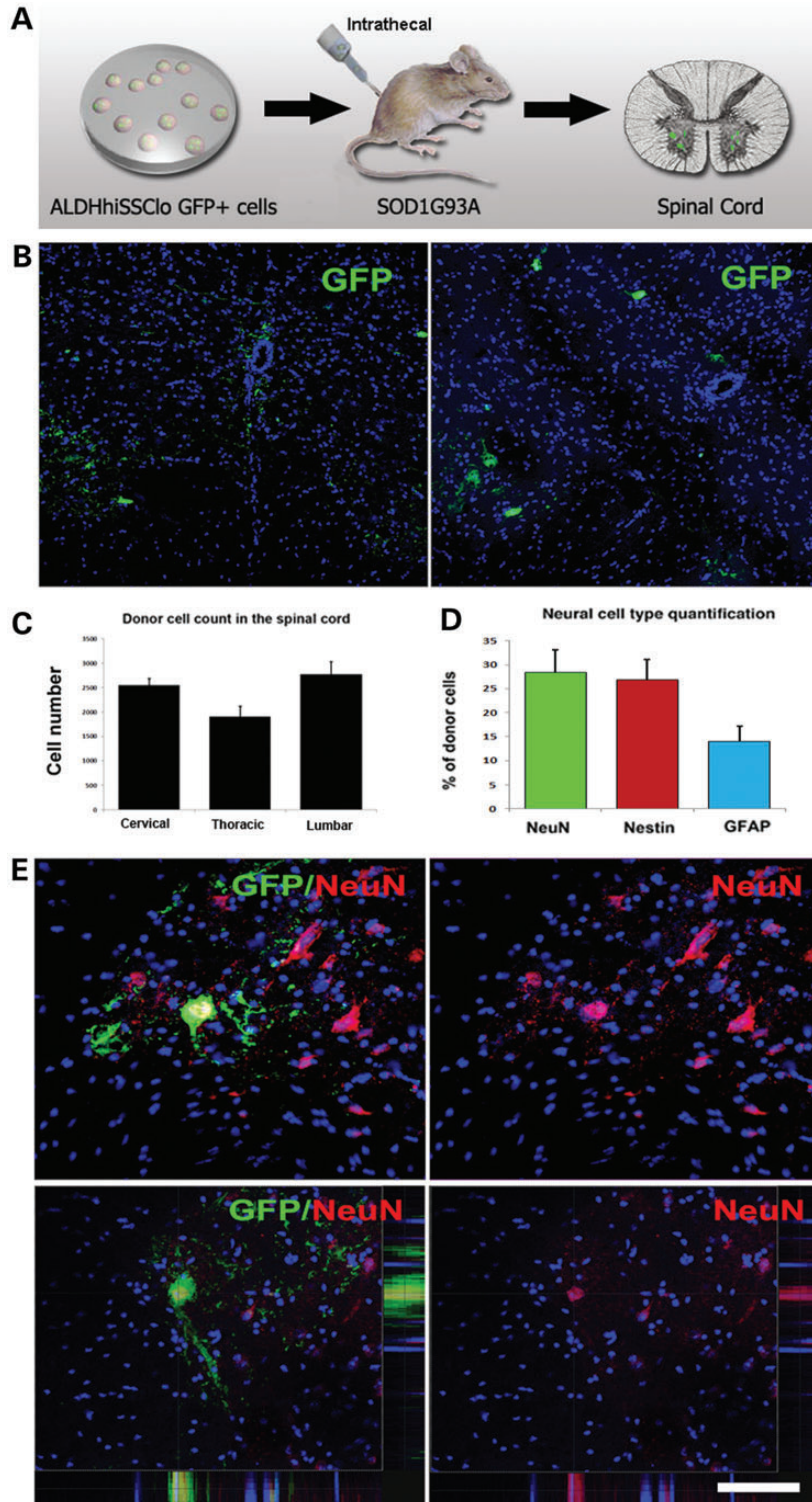 A
Intrathecal
ALDHhiSSClo GFP+ cells
SOD1G93A
Spinal Cord
B
GFP
GFP
C
Donor cell count in the spinal cord
Cell number
3500
3000
2500
2000
1500
1000
500
0
Cervical
Thoracic
Lumbar
D
Neural cell type quantification
% of donor cells
35
30
25
20
15
10
5
0
NeuN
Nestin
GFAP
E
GFP/NeuN
NeuN
GFP/NeuN
NeuN